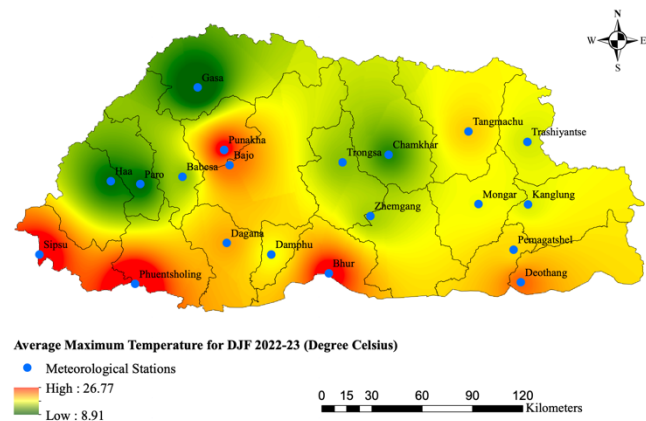 N
W E
S
Gasa
Punakha
Bajo
Tangmachu
Trashiyantse
Chamkhar
Trongsa
Haa
Paro
Babesa
Zhemgang
Mongar
Kanglung
Sipsu
Dagana
Damphu
Pemagatshel
Phuentsholing
Bhur
Deothang
Average Maximum Temperature for DJF 2022-23 (Degree Celsius)
Meteorological Stations
High : 26.77
Low : 8.91
0 15 30 60 90 120
Kilometers